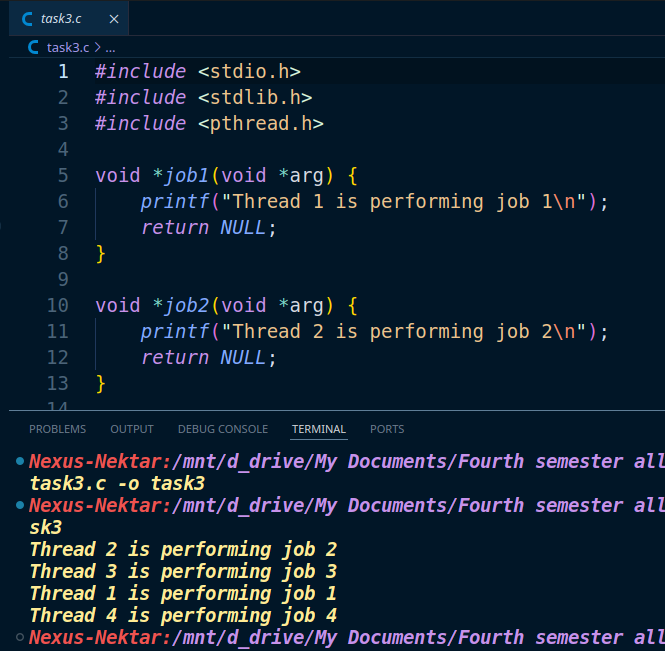 task3.c ×
task3.c > ...
1 #include <stdio.h>
2 #include <stdlib.h>
3 #include <pthread.h>
4
5 void *job1(void *arg) {
6     printf("Thread 1 is performing job 1\n");
7     return NULL;
8 }
9
10 void *job2(void *arg) {
11     printf("Thread 2 is performing job 2\n");
12     return NULL;
13 }
14
PROBLEMS OUTPUT DEBUG CONSOLE TERMINAL PORTS
Nexus-Nektar:/mnt/d_drive/My Documents/Fourth semester all
task3.c -o task3
Nexus-Nektar:/mnt/d_drive/My Documents/Fourth semester all
sk3
Thread 2 is performing job 2
Thread 3 is performing job 3
Thread 1 is performing job 1
Thread 4 is performing job 4
Nexus-Nektar:/mnt/d_drive/My Documents/Fourth semester all